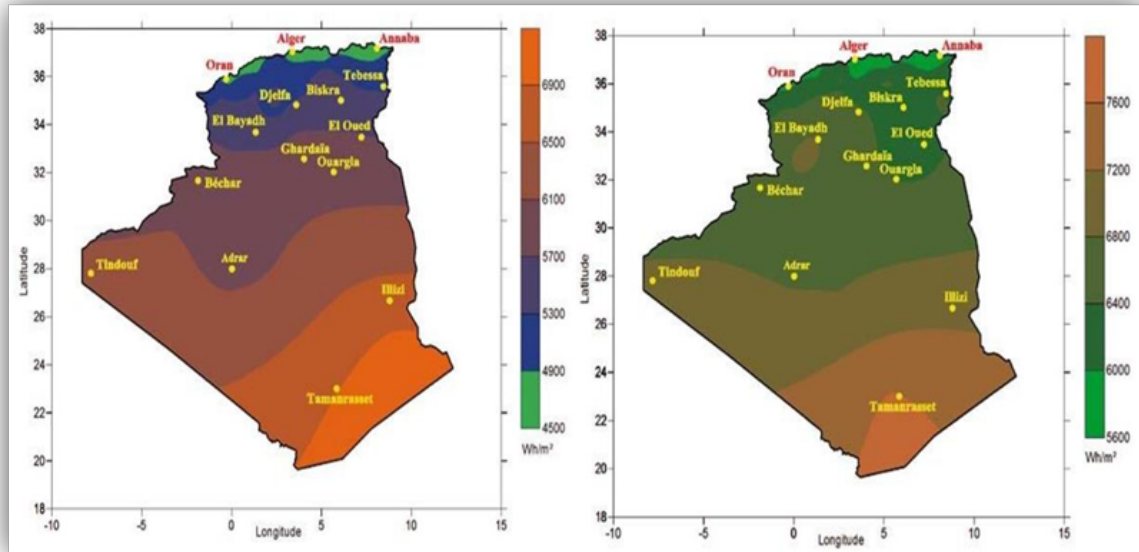 38
36
34
32
30
28
26
24
22
20
18
Latitude
-10
-5
0
5
10
15
Longitude
Alger
Annaba
Oran
Tebessa
Djelfa
Biskra
El Bayadh
El Oued
Ghardaïa
Ouargla
Béchar
Tindouf
Adrar
Illizi
Tamanrasset
6900
6500
6100
5700
5300
4900
4500
Wh/m²
38
36
34
32
30
28
26
24
22
20
18
Latitude
-10
-5
0
5
10
15
Longitude
Alger
Annaba
Oran
Tebessa
Djelfa
Biskra
El Bayadh
El Oued
Ghardaïa
Ouargla
Béchar
Tindouf
Adrar
Illizi
Tamanrasset
7600
7200
6800
6400
6000
5600
Wh/m²